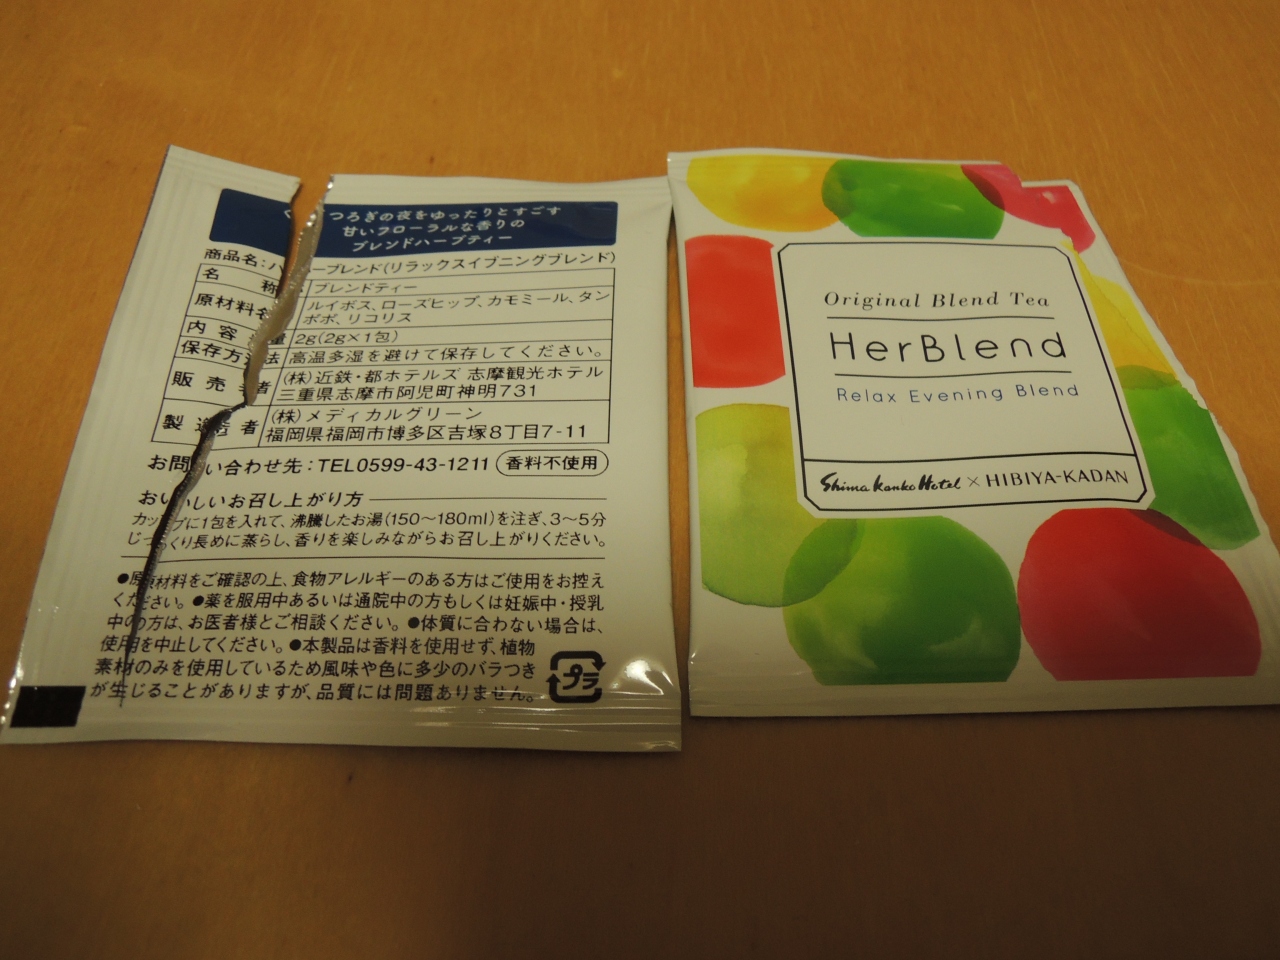 つろぎの夜をゆったりとすごす
甘いフローラルな香りの
ブレンドハーブティー
商品名:ハーブレンド(リラックスイブニングブレンド)
名称 ブレンドティー
原材料名 ルイボス、ローズヒップ、カモミール、タン
ポポ、リコリス
内容量 2g(2g×1包)
保存方法 高温多湿を避けて保存してください。
販売者 (株)近鉄・都ホテルズ 志摩観光ホテル
三重県志摩市阿児町神明731
製造者 (株)メディカルグリーン
福岡県福岡市博多区吉塚8丁目7-11
お問い合わせ先:TEL0599-43-1211 香料不使用
おいしいお召し上がり方
カップに1包を入れて、沸騰したお湯(150〜180ml)を注ぎ、3〜5分
じっくり長めに蒸らし、香りを楽しみながらお召し上がりください。
●原材料をご確認の上、食物アレルギーのある方はご使用をお控え
ください。●薬を服用中あるいは通院中の方もしくは妊娠中・授乳
中の方は、お医者様とご相談ください。●体質に合わない場合は、
使用を中止してください。●本製品は香料を使用せず、植物
素材のみを使用しているため風味や色に多少のバラつき
が生じることがありますが、品質には問題ありません。
プラ
Original Blend Tea
HerBlend
Relax Evening Blend
Shima Kanko Hotel × HIBIYA-KADAN